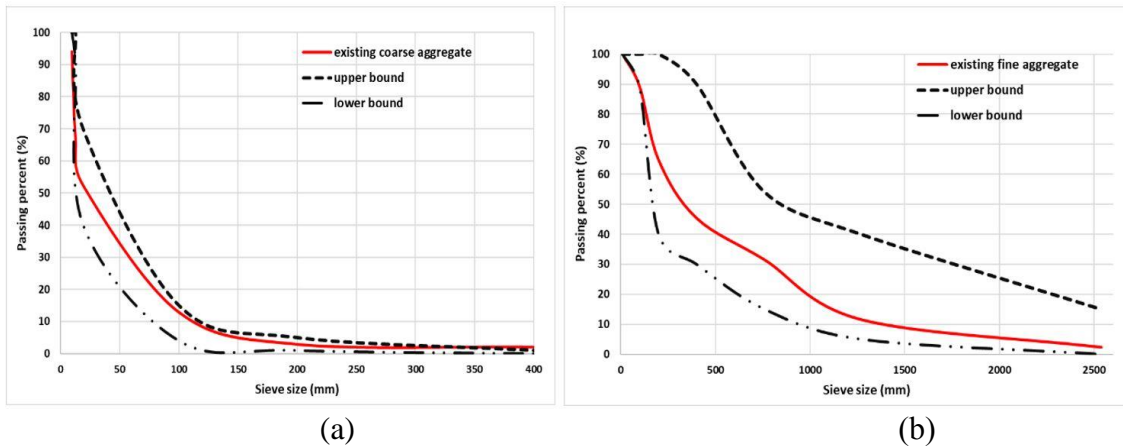 100
90
80
70
60
50
40
30
20
10
0
Passing percent (%)
existing coarse aggregate
upper bound
lower bound
0 50 100 150 200 250 300 350 400
Sieve size (mm)
(a)
100
90
80
70
60
50
40
30
20
10
0
Passing percent (%)
existing fine aggregate
upper bound
lower bound
0 500 1000 1500 2000 2500
Sieve size (mm)
(b)